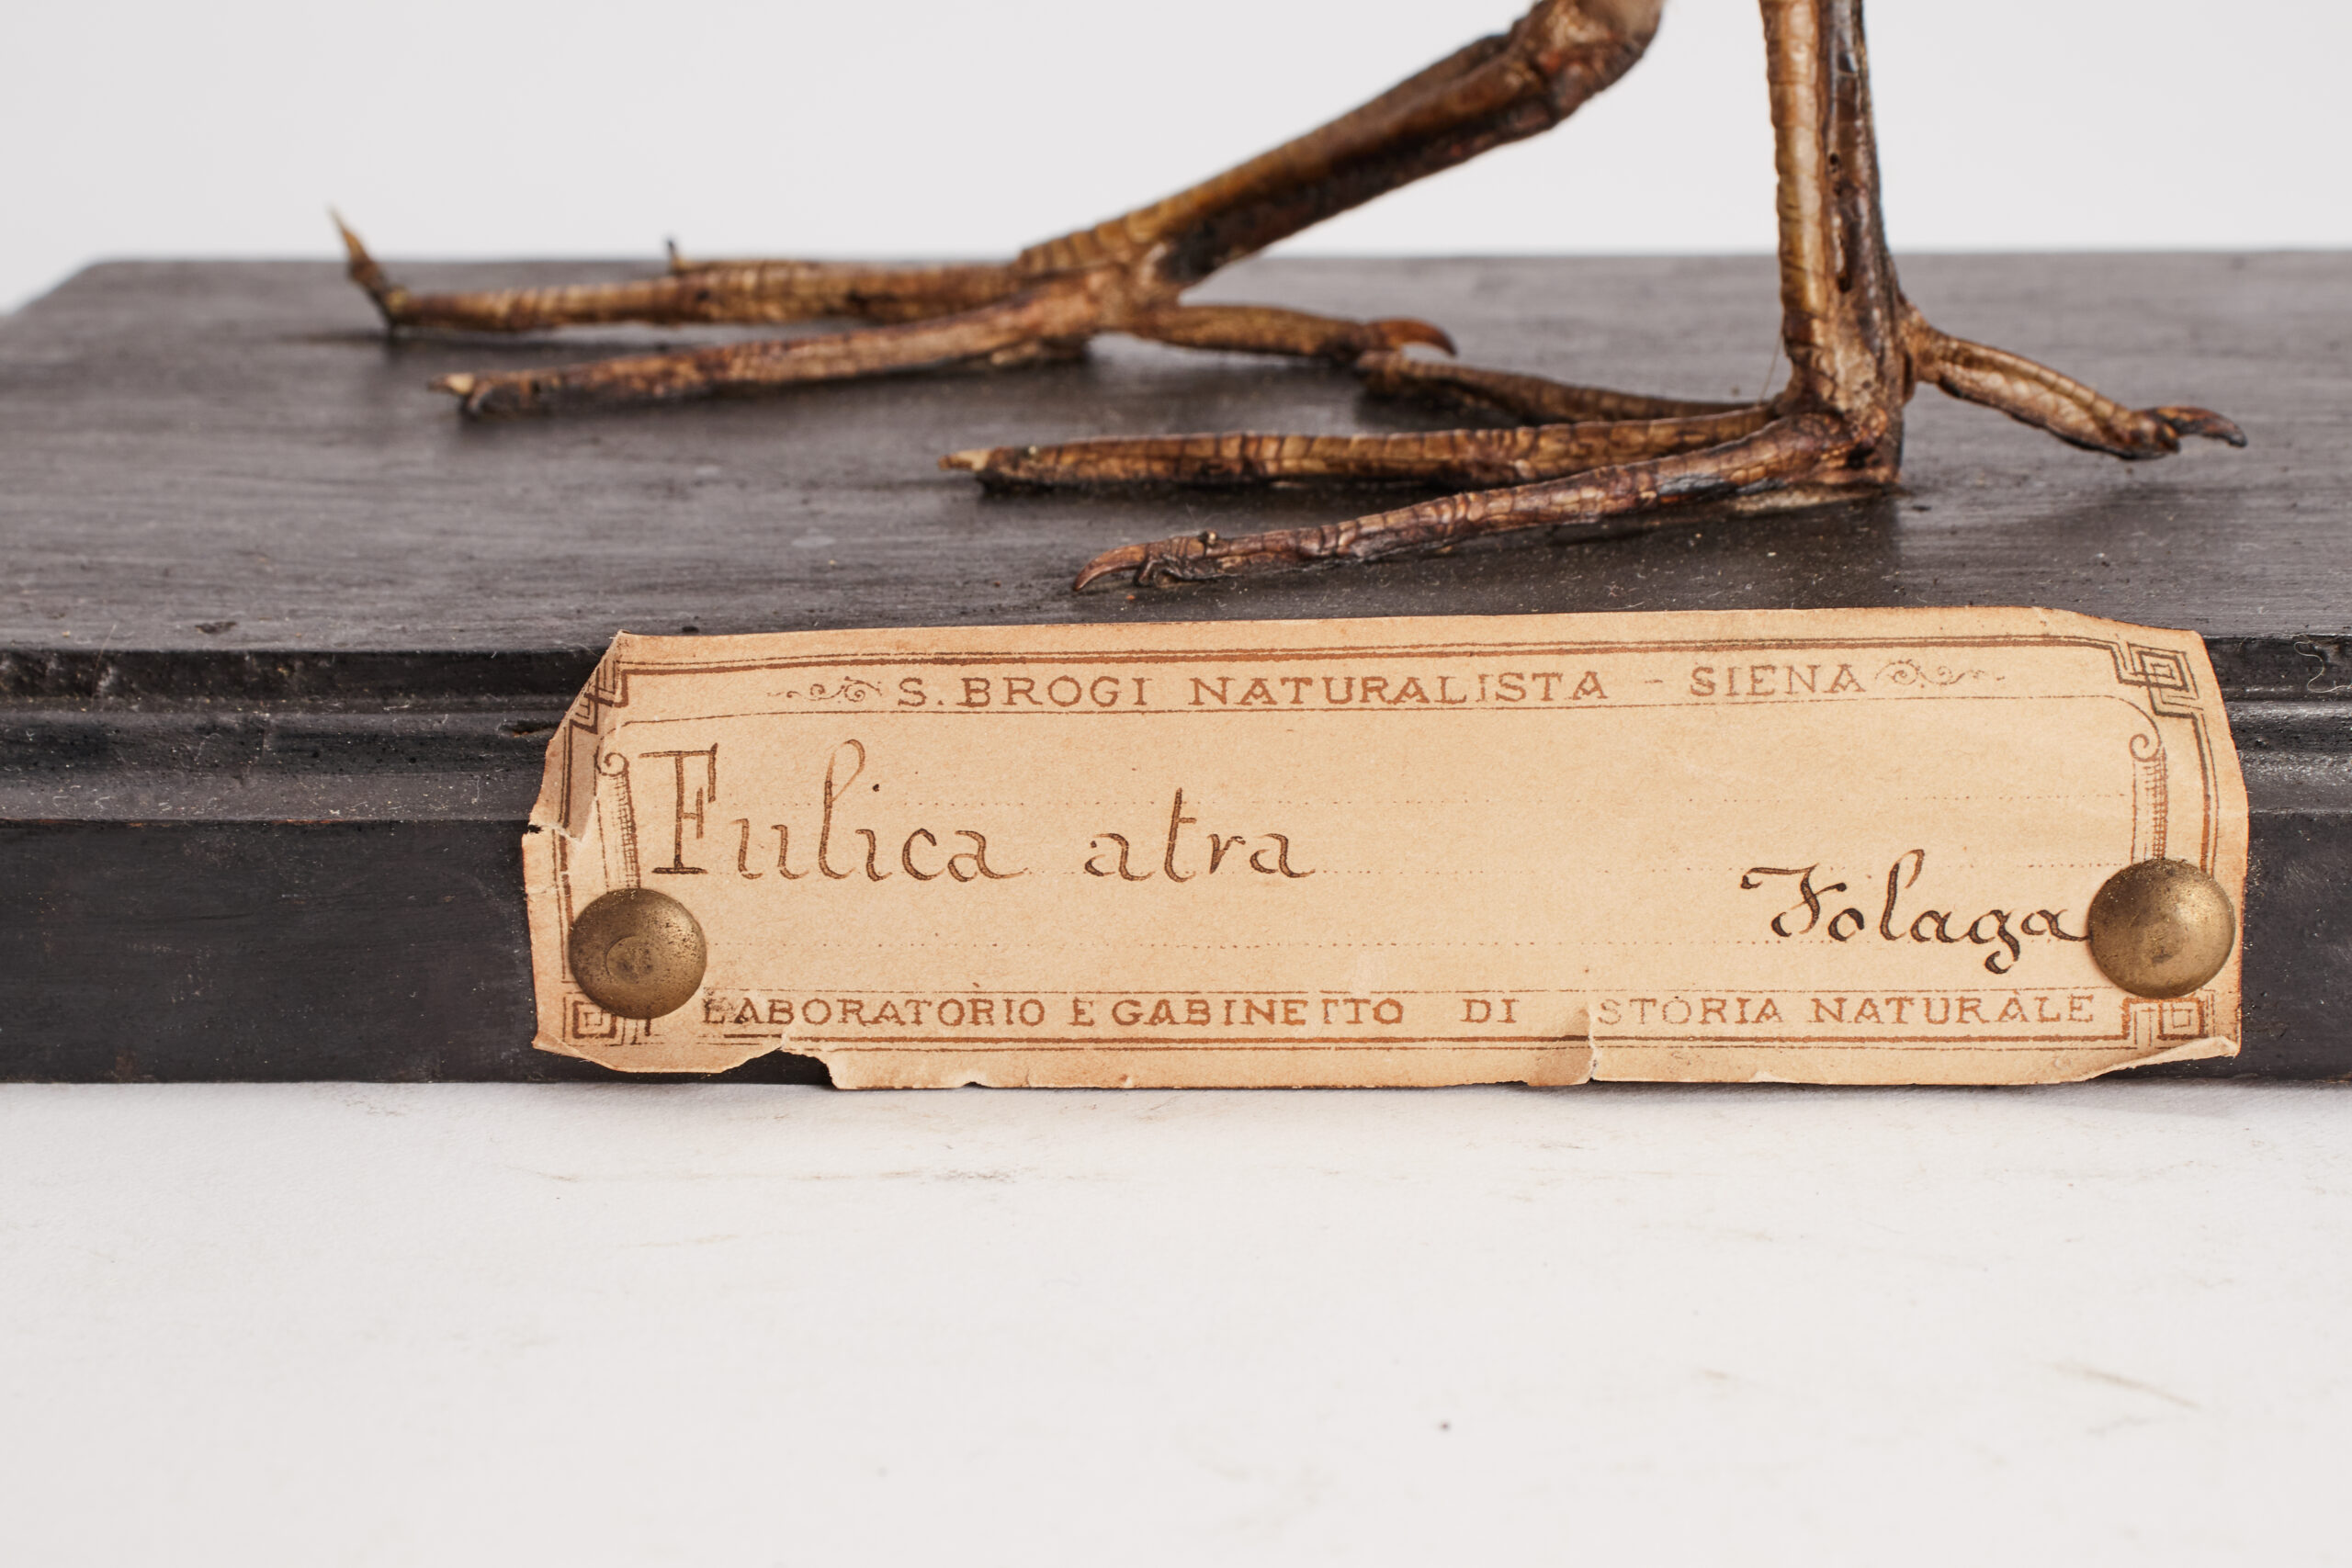 S. BROGI NATURALISTA - SIENA
Fulica atra
Folaga
LABORATORIO E GABINETTO DI STORIA NATURALE